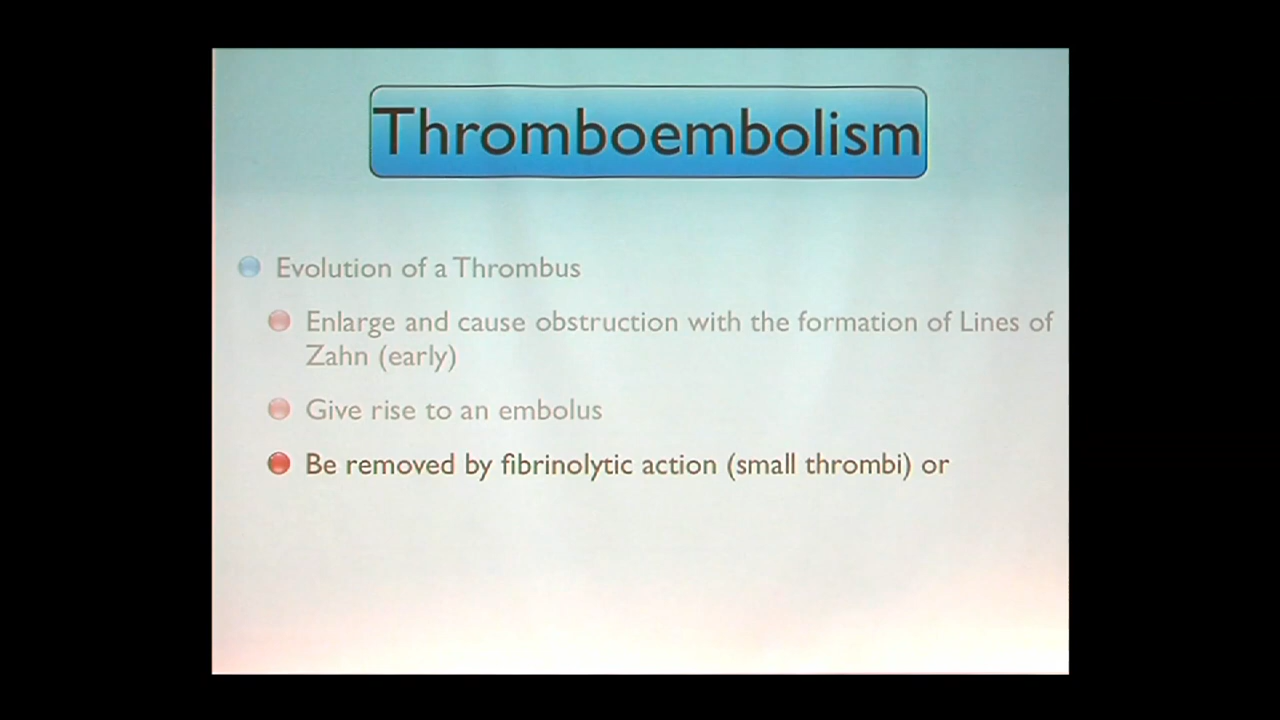 Thromboembolism
Evolution of a Thrombus
Enlarge and cause obstruction with the formation of Lines of
Zahn (early)
Give rise to an embolus
Be removed by fibrinolytic action (small thrombi) or